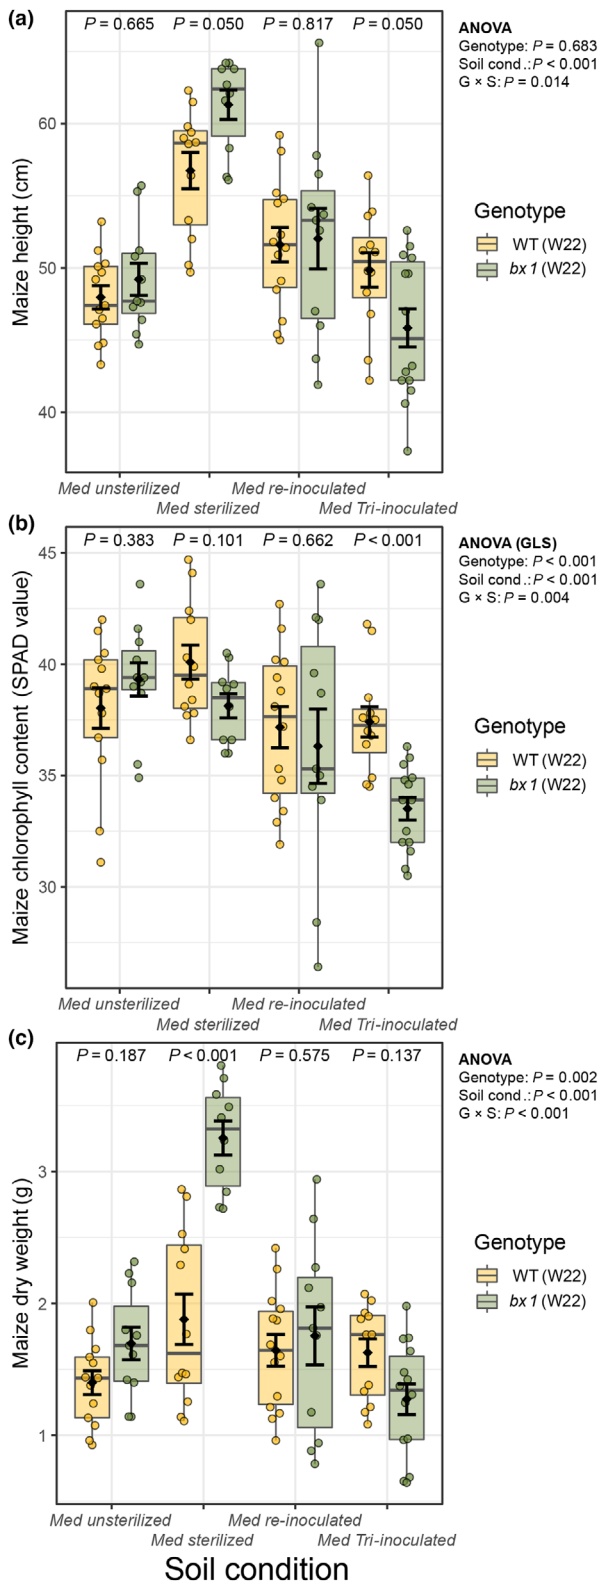 (a)
P = 0.665 P = 0.050 P = 0.817 P = 0.050
ANOVA
Genotype: P = 0.683
Soil cond.: P < 0.001
G × S: P = 0.014
Maize height (cm)
60
50
40
Genotype
WT (W22)
bx1 (W22)
Med unsterilized Med re-inoculated
Med sterilized Med Tri-inoculated
(b)
P = 0.383 P = 0.101 P = 0.662 P < 0.001
ANOVA (GLS)
Genotype: P < 0.001
Soil cond.: P < 0.001
G × S: P = 0.004
Maize chlorophyll content (SPAD value)
45
40
35
30
Genotype
WT (W22)
bx1 (W22)
Med unsterilized Med re-inoculated
Med sterilized Med Tri-inoculated
(c)
P = 0.187 P < 0.001 P = 0.575 P = 0.137
ANOVA
Genotype: P = 0.002
Soil cond.: P < 0.001
G × S: P < 0.001
Maize dry weight (g)
3
2
1
Genotype
WT (W22)
bx1 (W22)
Med unsterilized Med re-inoculated
Med sterilized Med Tri-inoculated
Soil condition